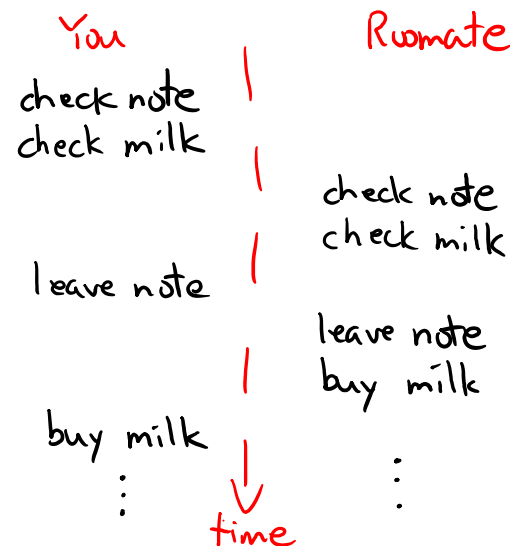 You
Roomate
check note
check milk
check note
check milk
leave note
leave note
buy milk
buy milk
time